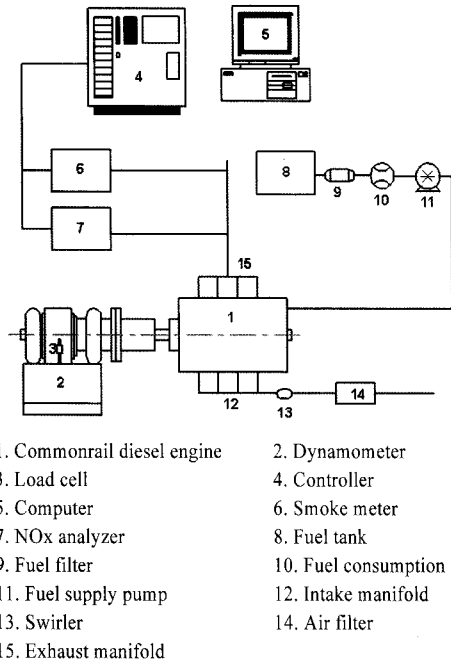 5
4
6
8
7
9
10
11
15
1
3
2
12
13
14
1. Commonrail diesel engine 2. Dynamometer
3. Load cell 4. Controller
5. Computer 6. Smoke meter
7. NOx analyzer 8. Fuel tank
9. Fuel filter 10. Fuel consumption
11. Fuel supply pump 12. Intake manifold
13. Swirler 14. Air filter
15. Exhaust manifold